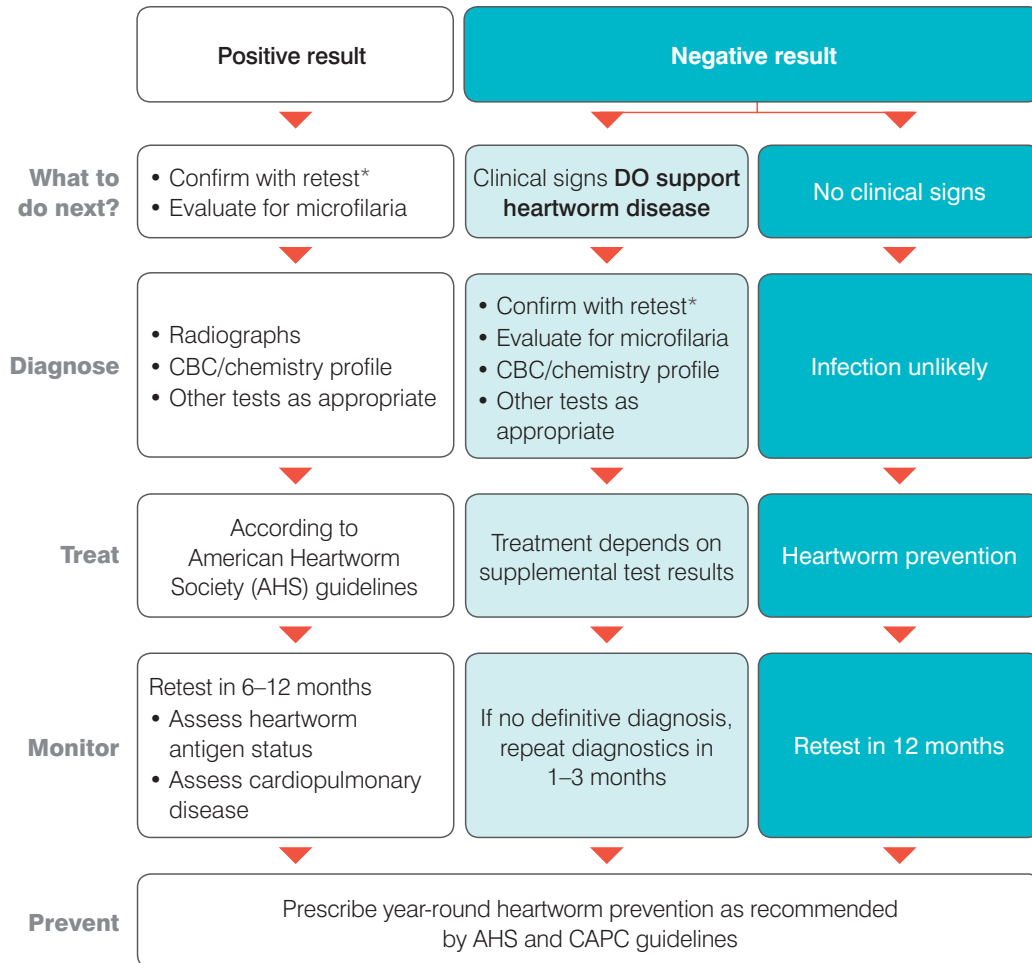 Positive result
Negative result
What to
do next?
• Confirm with retest*
• Evaluate for microfilaria
Clinical signs DO support
heartworm disease
No clinical signs
Diagnose
• Radiographs
• CBC/chemistry profile
• Other tests as appropriate
• Confirm with retest*
• Evaluate for microfilaria
• CBC/chemistry profile
• Other tests as
appropriate
Infection unlikely
Treat
According to
American Heartworm
Society (AHS) guidelines
Treatment depends on
supplemental test results
Heartworm prevention
Monitor
Retest in 6–12 months
• Assess heartworm
antigen status
• Assess cardiopulmonary
disease
If no definitive diagnosis,
repeat diagnostics in
1–3 months
Retest in 12 months
Prevent
Prescribe year-round heartworm prevention as recommended
by AHS and CAPC guidelines